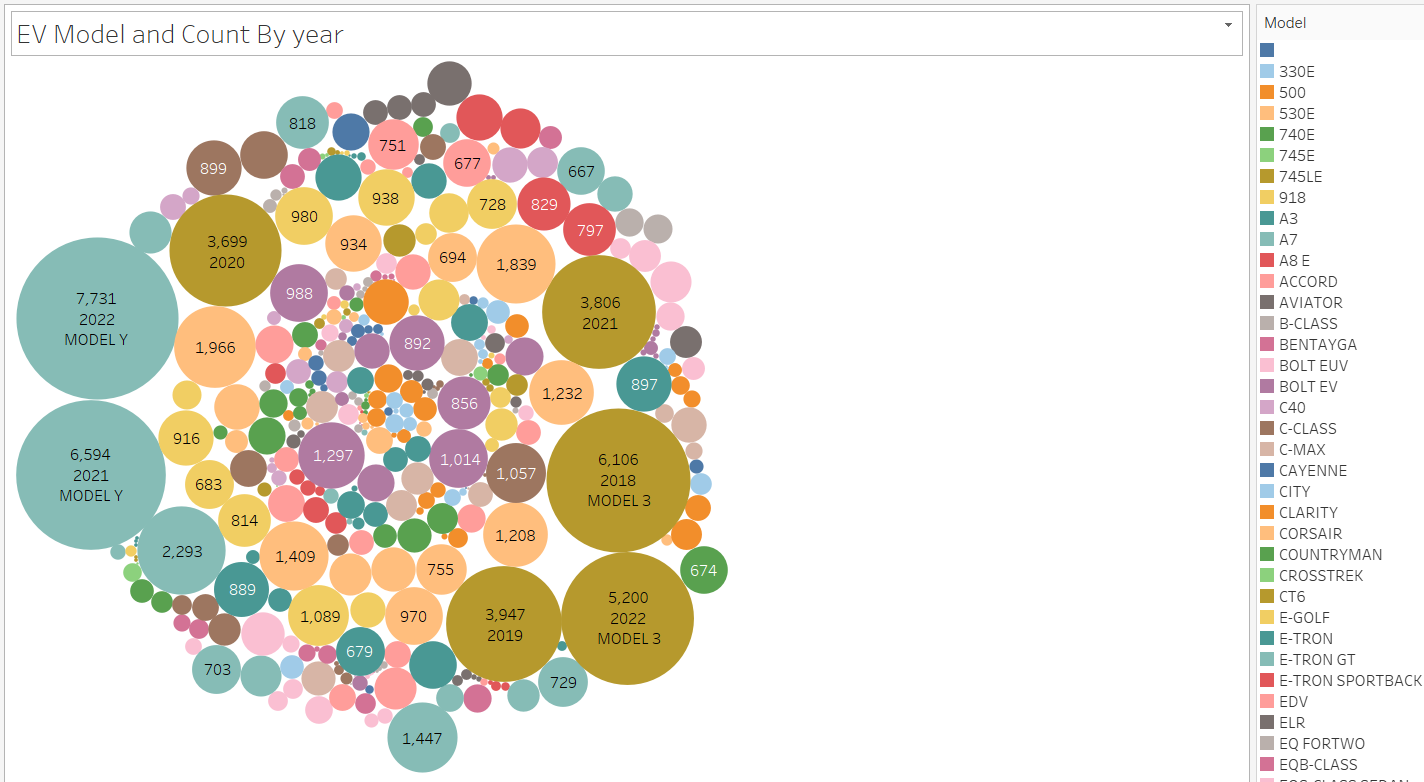 EV Model and Count By year
818
751
899
677
667
938
980
728
829
797
3,699
2020
934
694
1,839
988
7,731
2022
MODEL Y
3,806
2021
1,966
892
897
1,232
856
916
1,297
1,014
1,057
6,594
2021
MODEL Y
6,106
2018
MODEL 3
683
814
1,208
2,293
1,409
755
674
889
1,089
970
3,947
2019
5,200
2022
MODEL 3
679
703
729
1,447
Model
330E
500
530E
740E
745E
745LE
918
A3
A7
A8 E
ACCORD
AVIATOR
B-CLASS
BENTAYGA
BOLT EUV
BOLT EV
C40
C-CLASS
C-MAX
CAYENNE
CITY
CLARITY
CORSAIR
COUNTRYMAN
CROSSTREK
CT6
E-GOLF
E-TRON
E-TRON GT
E-TRON SPORTBACK
EDV
ELR
EQ FORTWO
EQB-CLASS